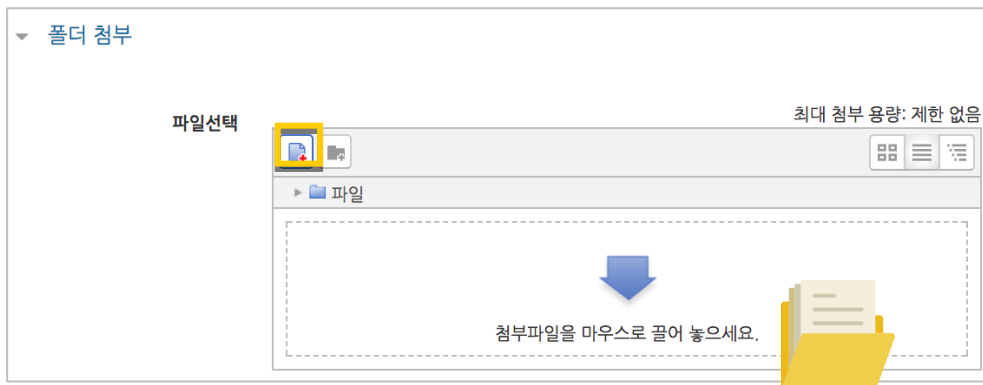 폴더 첨부
최대 첨부 용량: 제한 없음
파일선택
파일
첨부파일을 마우스로 끌어 놓으세요.